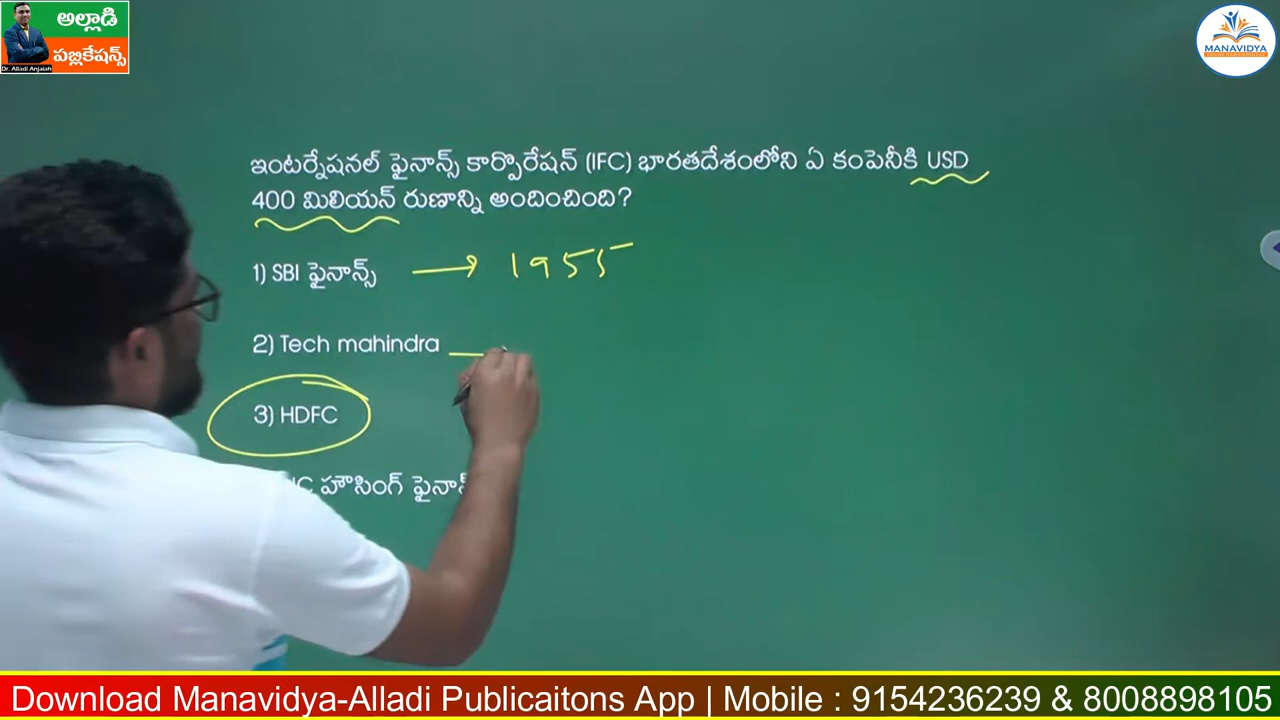 అల్లాడి
పబ్లికేషన్స్
Dr. Alladi Anjaiah
MANAVIDYA
ఇంటర్నేషనల్ ఫైనాన్స్ కార్పొరేషన్ (IFC) భారతదేశంలోని ఏ కంపెనీకి USD
400 మిలియన్ రుణాన్ని అందించింది?
1) SBI ఫైనాన్స్ → 1955
2) Tech mahindra
3) HDFC
హౌసింగ్
Download Manavidya-Alladi Publicaitons App | Mobile : 9154236239 & 8008898105